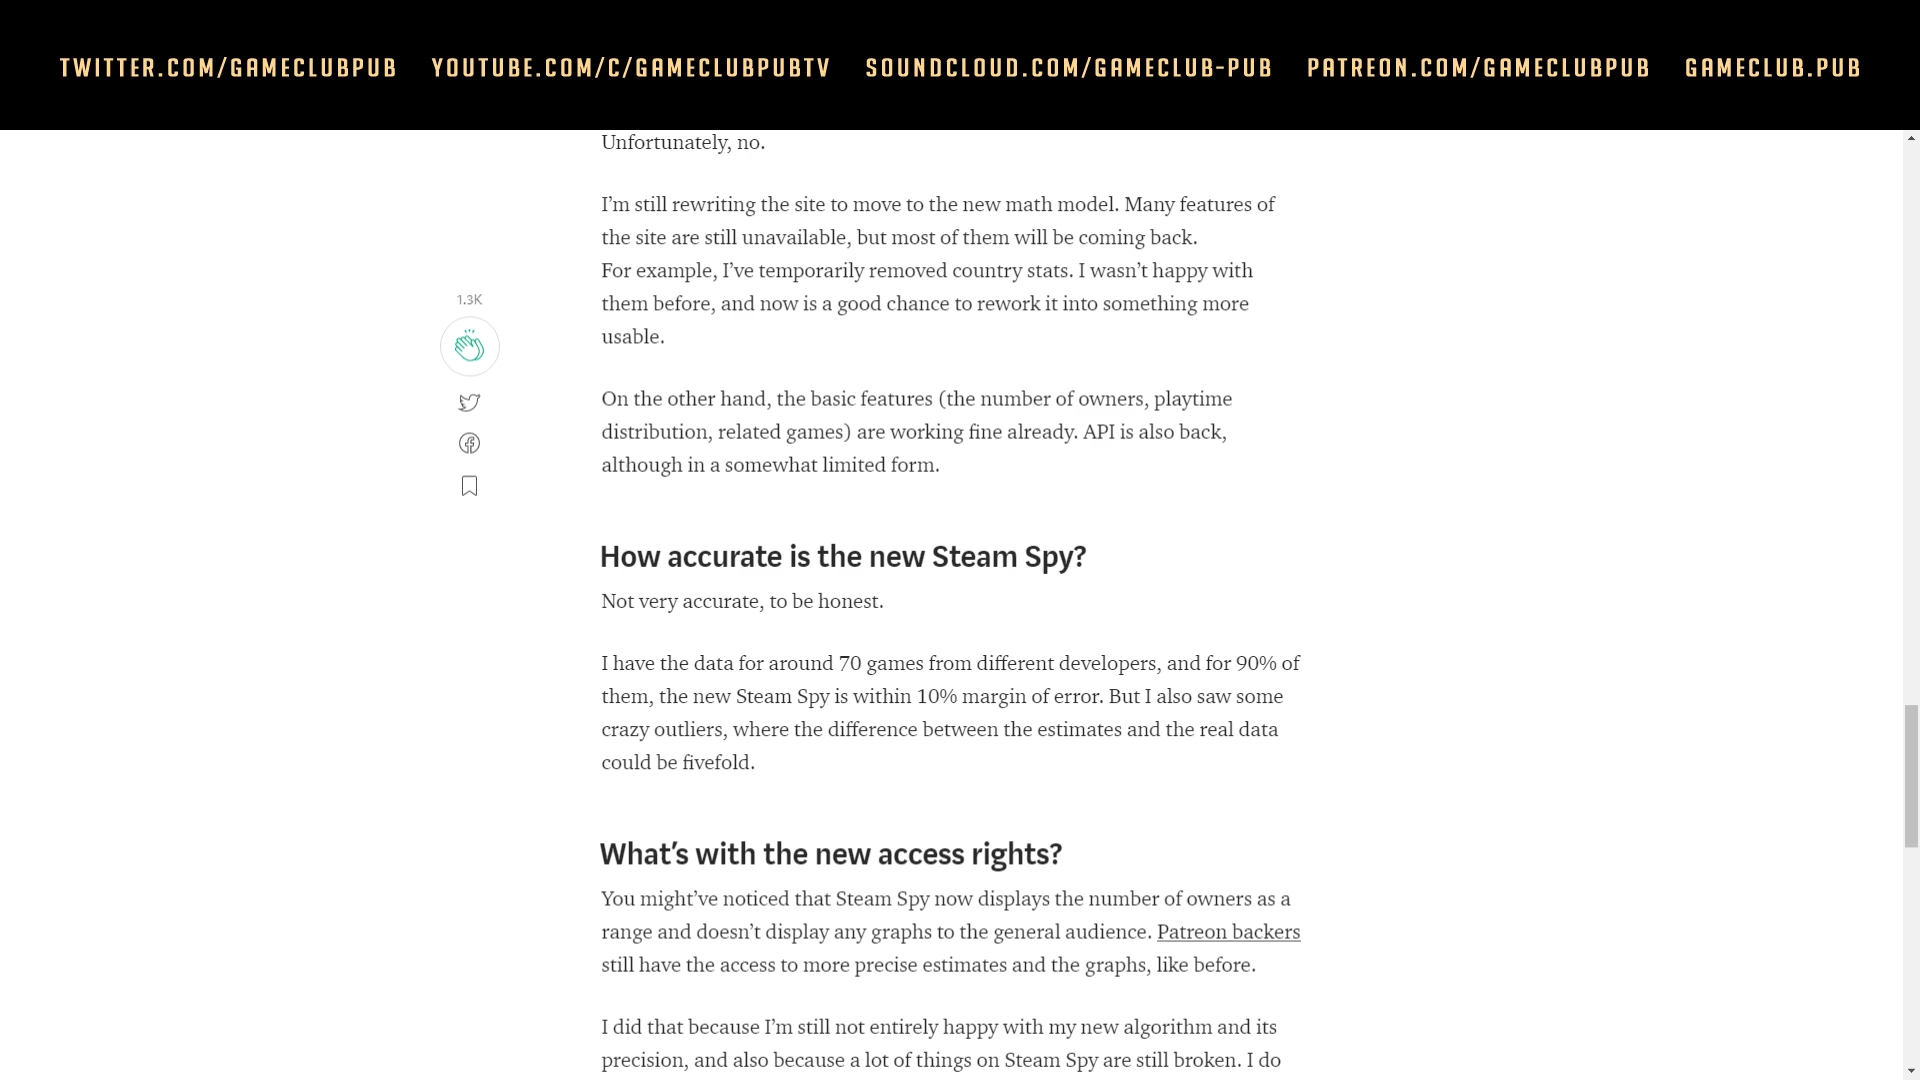 TWITTER.COM/GAMECLUBPUB YOUTUBE.COM/C/GAMECLUBPUBTV SOUNDCLOUD.COM/GAMECLUB-PUB PATREON.COM/GAMECLUBPUB GAMECLUB.PUB
Unfortunately, no.
I’m still rewriting the site to move to the new math model. Many features of
the site are still unavailable, but most of them will be coming back.
For example, I’ve temporarily removed country stats. I wasn’t happy with
them before, and now is a good chance to rework it into something more
usable.
1.3K
On the other hand, the basic features (the number of owners, playtime
distribution, related games) are working fine already. API is also back,
although in a somewhat limited form.
How accurate is the new Steam Spy?
Not very accurate, to be honest.
I have the data for around 70 games from different developers, and for 90% of
them, the new Steam Spy is within 10% margin of error. But I also saw some
crazy outliers, where the difference between the estimates and the real data
could be fivefold.
What’s with the new access rights?
You might’ve noticed that Steam Spy now displays the number of owners as a
range and doesn’t display any graphs to the general audience. Patreon backers
still have the access to more precise estimates and the graphs, like before.
I did that because I’m still not entirely happy with my new algorithm and its
precision, and also because a lot of things on Steam Spy are still broken. I do